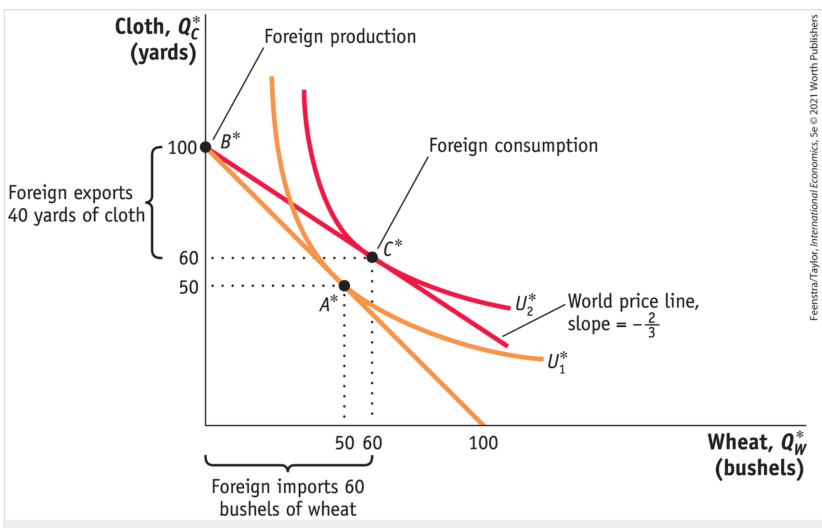 Cloth, Q*C
(yards)
Foreign production
100
B*
Foreign consumption
Foreign exports
40 yards of cloth
60
C*
50
A*
U*2
World price line,
slope = −2/3
U*1
50 60 100
Wheat, Q*W
(bushels)
Foreign imports 60
bushels of wheat
Feenstra/Taylor, International Economics, 5e © 2021 Worth Publishers